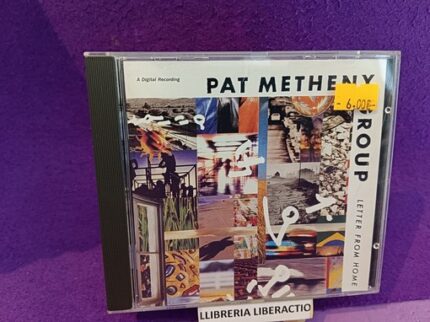 A Digital Recording
PAT METHENY
GROUP
- 6,00€ -
LETTER FROM HOME
LLIBRERIA LIBERACTIO